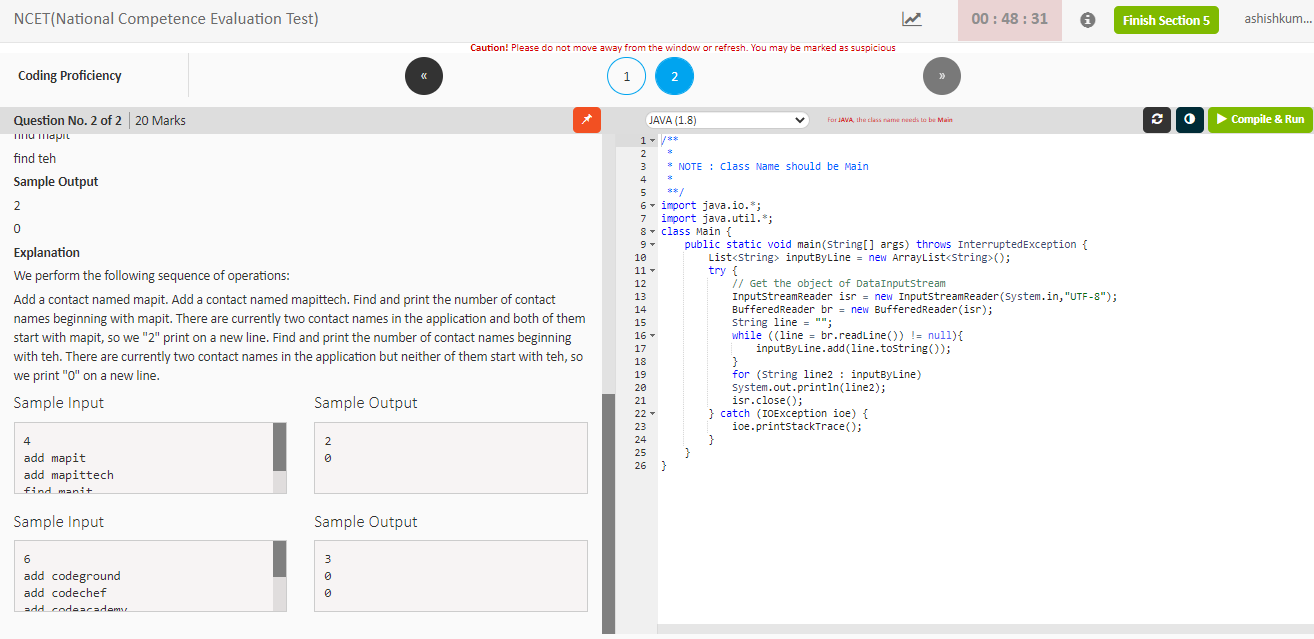 NCET(National Competence Evaluation Test)
00 : 48 : 31
Finish Section 5
ashishkum...
Caution! Please do not move away from the window or refresh. You may be marked as suspicious
Coding Proficiency
«
1
2
»
Question No. 2 of 2
20 Marks
find mapit
find teh
Sample Output
2
0
Explanation
We perform the following sequence of operations:
Add a contact named mapit. Add a contact named mapittech. Find and print the number of contact
names beginning with mapit. There are currently two contact names in the application and both of them
start with mapit, so we "2" print on a new line. Find and print the number of contact names beginning
with teh. There are currently two contact names in the application but neither of them start with teh, so
we print "0" on a new line.
Sample Input
4
add mapit
add mapittech
find mapit
Sample Output
2
0
Sample Input
6
add codeground
add codechef
add codeacademy
Sample Output
3
0
0
JAVA (1.8)
For JAVA, the class name needs to be Main
Compile & Run
1 /**
2 *
3 * NOTE : Class Name should be Main
4 *
5 **/
6 import java.io.*;
7 import java.util.*;
8 class Main {
9 public static void main(String[] args) throws InterruptedException {
10 List<String> inputByLine = new ArrayList<String>();
11 try {
12 // Get the object of DataInputStream
13 InputStreamReader isr = new InputStreamReader(System.in,"UTF-8");
14 BufferedReader br = new BufferedReader(isr);
15 String line = "";
16 while ((line = br.readLine()) != null){
17 inputByLine.add(line.toString());
18 }
19 for (String line2 : inputByLine)
20 System.out.println(line2);
21 isr.close();
22 } catch (IOException ioe) {
23 ioe.printStackTrace();
24 }
25 }
26 }